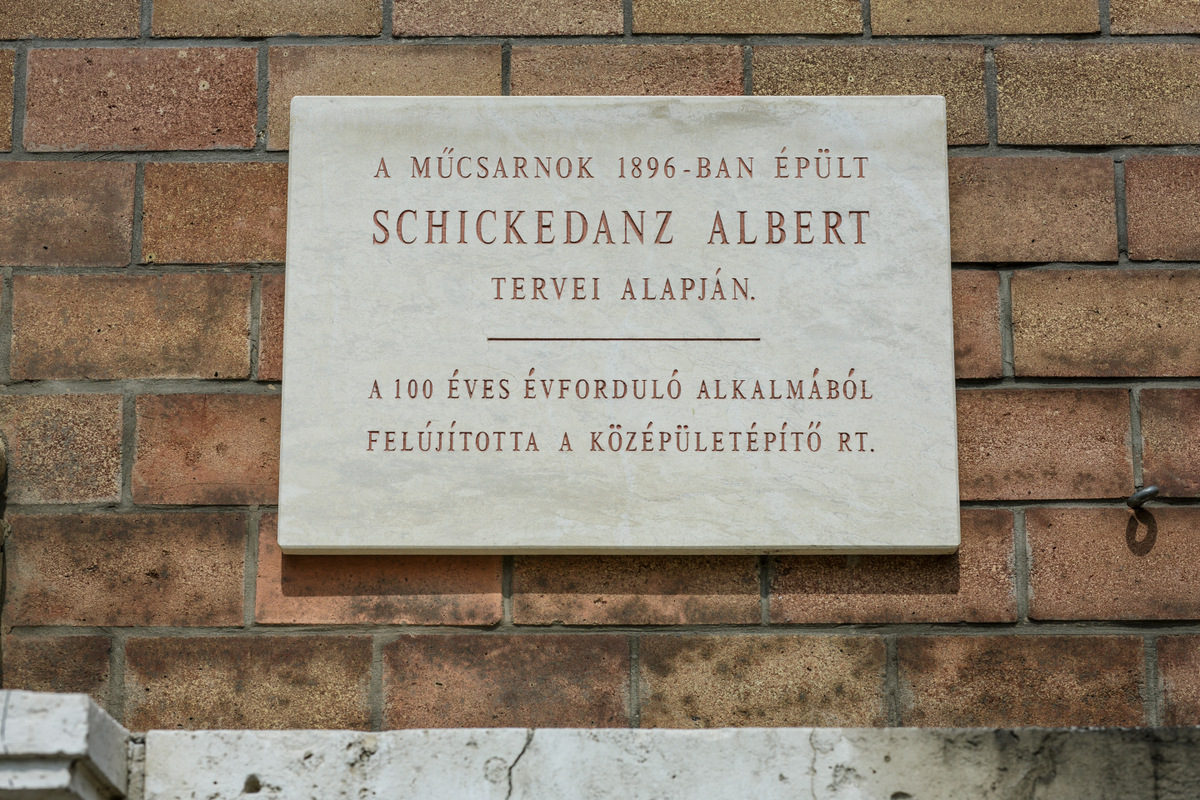 A MŰCSARNOK 1896-BAN ÉPÜLT
SCHICKEDANZ ALBERT
TERVEI ALAPJÁN.
A 100 ÉVES ÉVFORDULÓ ALKALMÁBÓL
FELÚJÍTOTTA A KÖZÉPÜLETÉPÍTŐ RT.